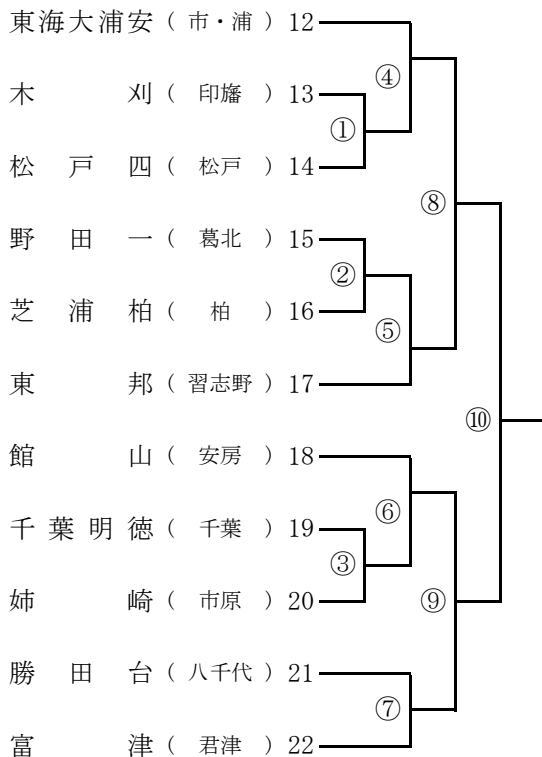 東海大浦安 ( 市・浦 ) 12
④
木刈 ( 印旛 ) 13
①
松戸四 ( 松戸 ) 14
⑧
野田一 ( 葛北 ) 15
②
芝浦柏 ( 柏 ) 16
⑤
東邦 ( 習志野 ) 17
⑩
館山 ( 安房 ) 18
⑥
千葉明徳 ( 千葉 ) 19
③
姉崎 ( 市原 ) 20
⑨
勝田台 ( 八千代 ) 21
⑦
富津 ( 君津 ) 22